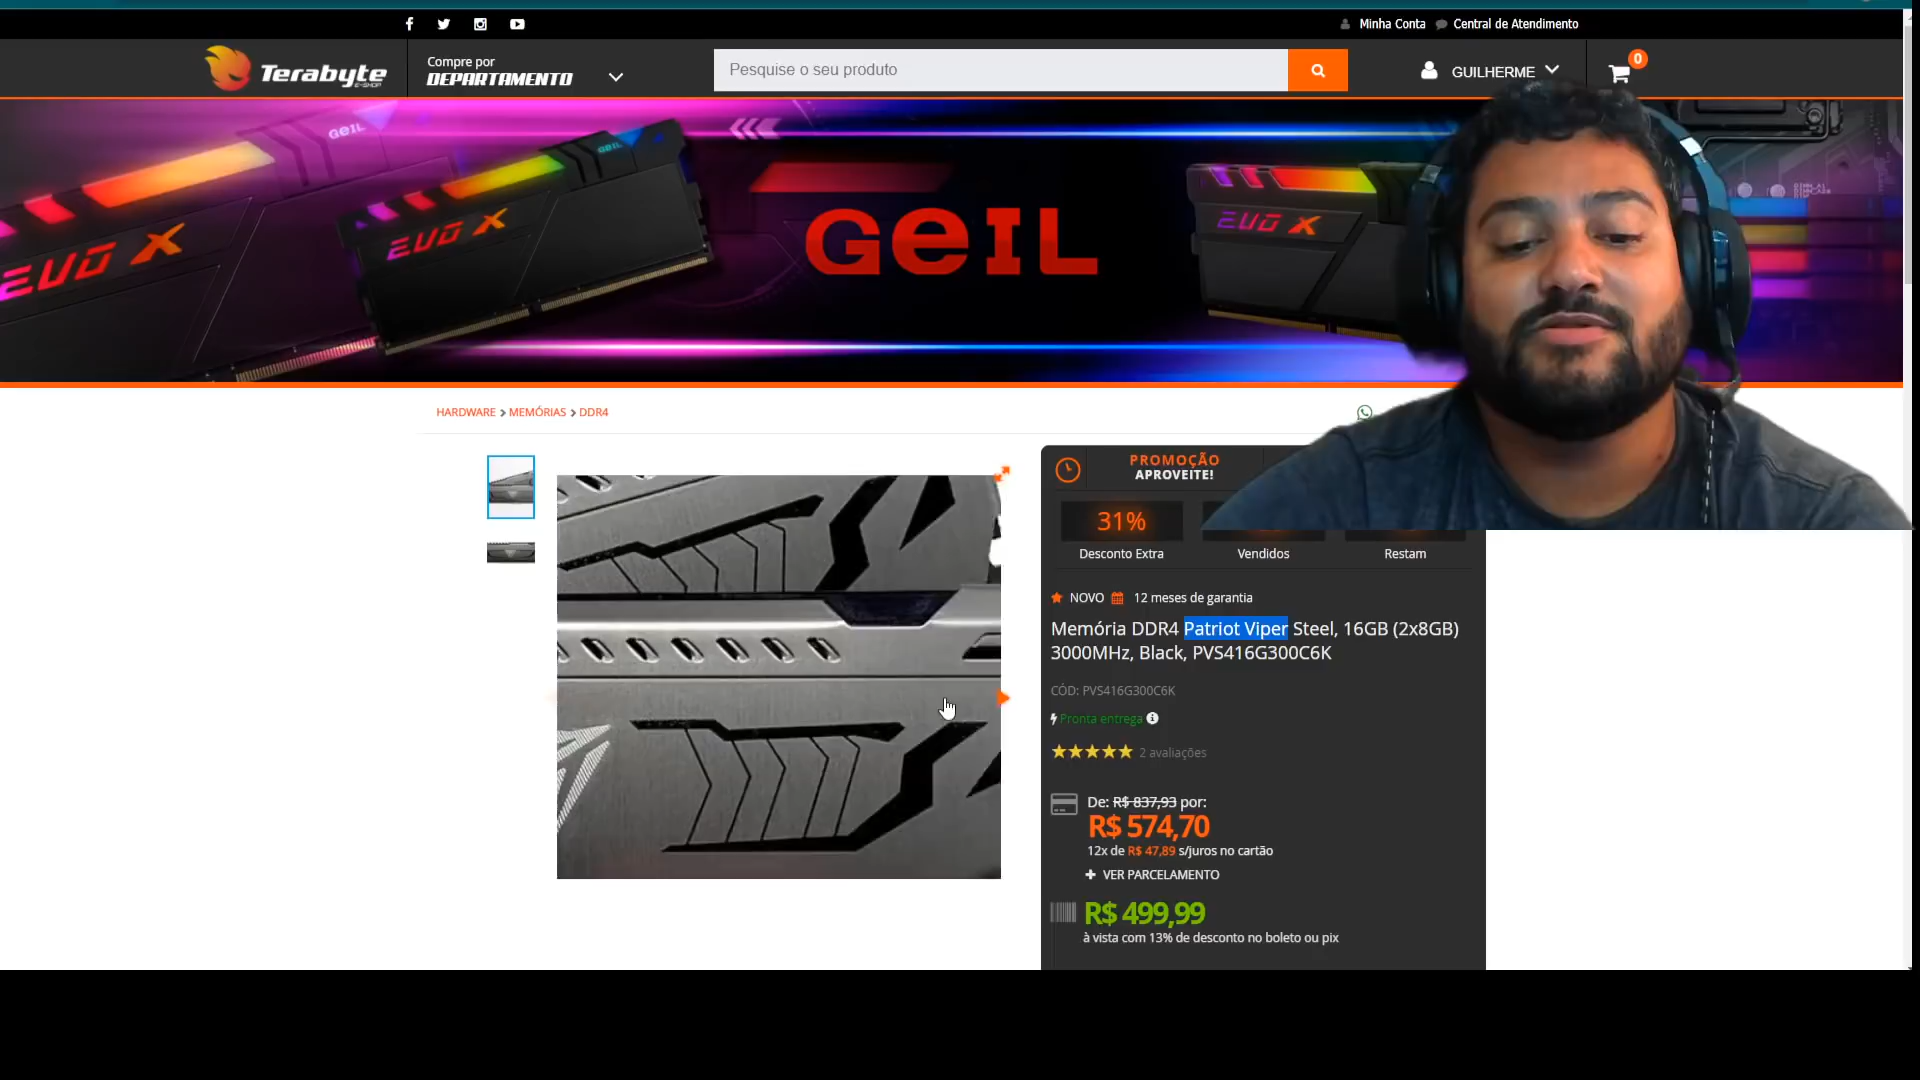 Minha Conta
Central de Atendimento
Terabyte
E-SHOP
Compre por
DEPARTAMENTO
Pesquise o seu produto
GUILHERME
0
GEIL
GEIL
EVO X
EVO X
GEIL
EVO X
HARDWARE > MEMÓRIAS > DDR4
PROMOÇÃO
APROVEITE!
31%
Desconto Extra
Vendidos
Restam
NOVO
12 meses de garantia
Memória DDR4 Patriot Viper Steel, 16GB (2x8GB)
3000MHz, Black, PVS416G300C6K
CÓD: PVS416G300C6K
Pronta entrega
2 avaliações
De: R$ 837,93 por:
R$ 574,70
12x de R$ 47,89 s/juros no cartão
+ VER PARCELAMENTO
R$ 499,99
à vista com 13% de desconto no boleto ou pix